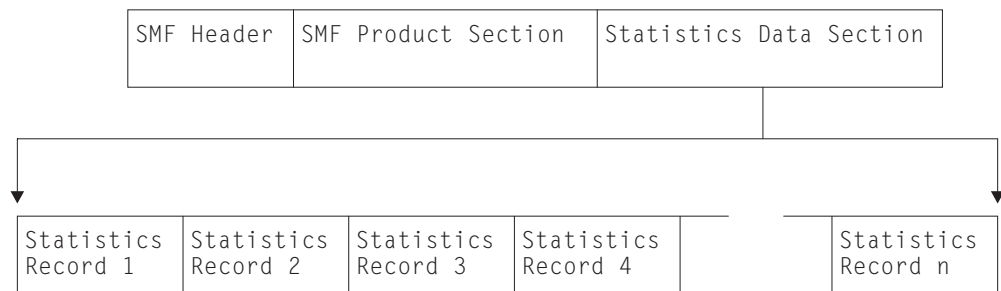 SMF Header SMF Product Section Statistics Data Section
Statistics Statistics Statistics Statistics Statistics
Record 1 Record 2 Record 3 Record 4 Record n